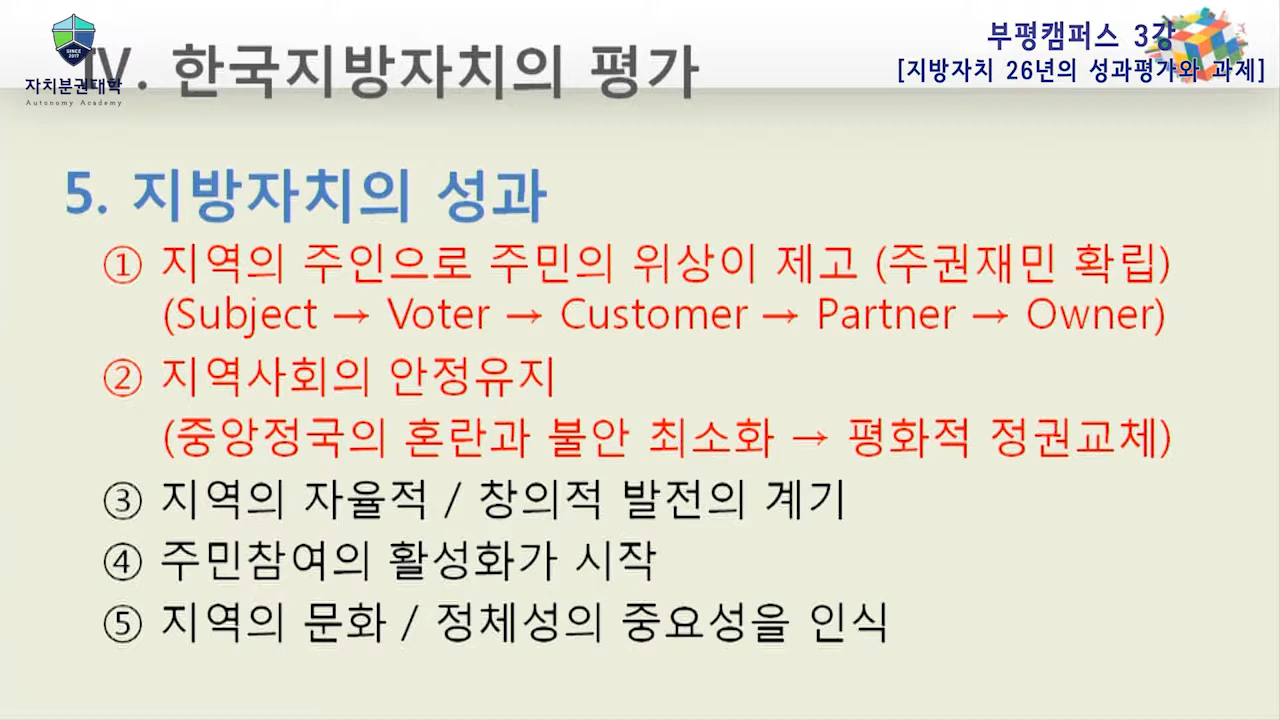 SINCE
2017
자치분권대학
Autonomy Academy
Ⅳ. 한국지방자치의 평가
부평캠퍼스 3강
[지방자치 26년의 성과평가와 과제]
5. 지방자치의 성과
① 지역의 주인으로 주민의 위상이 제고 (주권재민 확립)
(Subject → Voter → Customer → Partner → Owner)
② 지역사회의 안정유지
(중앙정국의 혼란과 불안 최소화 → 평화적 정권교체)
③ 지역의 자율적 / 창의적 발전의 계기
④ 주민참여의 활성화가 시작
⑤ 지역의 문화 / 정체성의 중요성을 인식